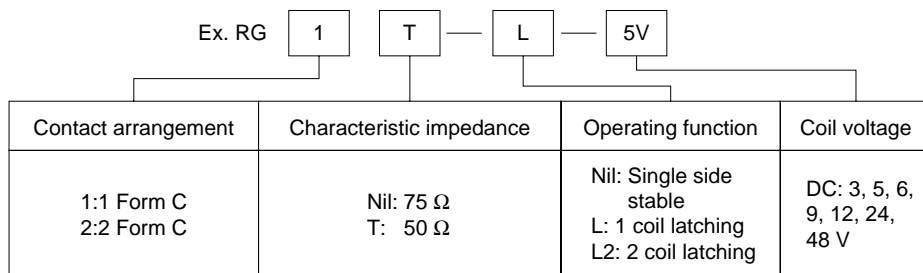 Ex. RG 1 T — L — 5V
Contact arrangement
Characteristic impedance
Operating function
Coil voltage
1:1 Form C
2:2 Form C
Nil: 75 Ω
T: 50 Ω
Nil: Single side
stable
L: 1 coil latching
L2: 2 coil latching
DC: 3, 5, 6,
9, 12, 24,
48 V